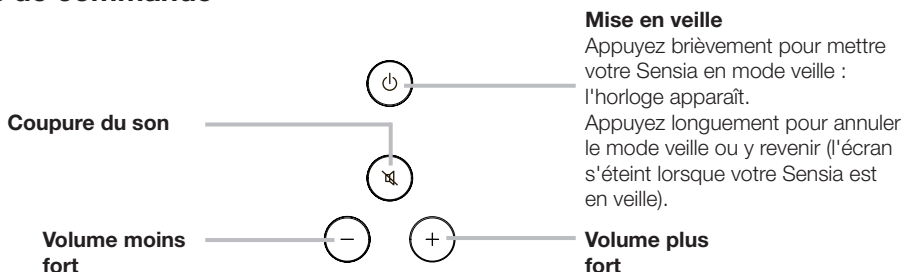 Mise en veille
Appuyez brièvement pour mettre
votre Sensia en mode veille :
l'horloge apparaît.
Appuyez longuement pour annuler
le mode veille ou y revenir (l'écran
s'éteint lorsque votre Sensia est
en veille).
Coupure du son
Volume moins
fort
Volume plus
fort